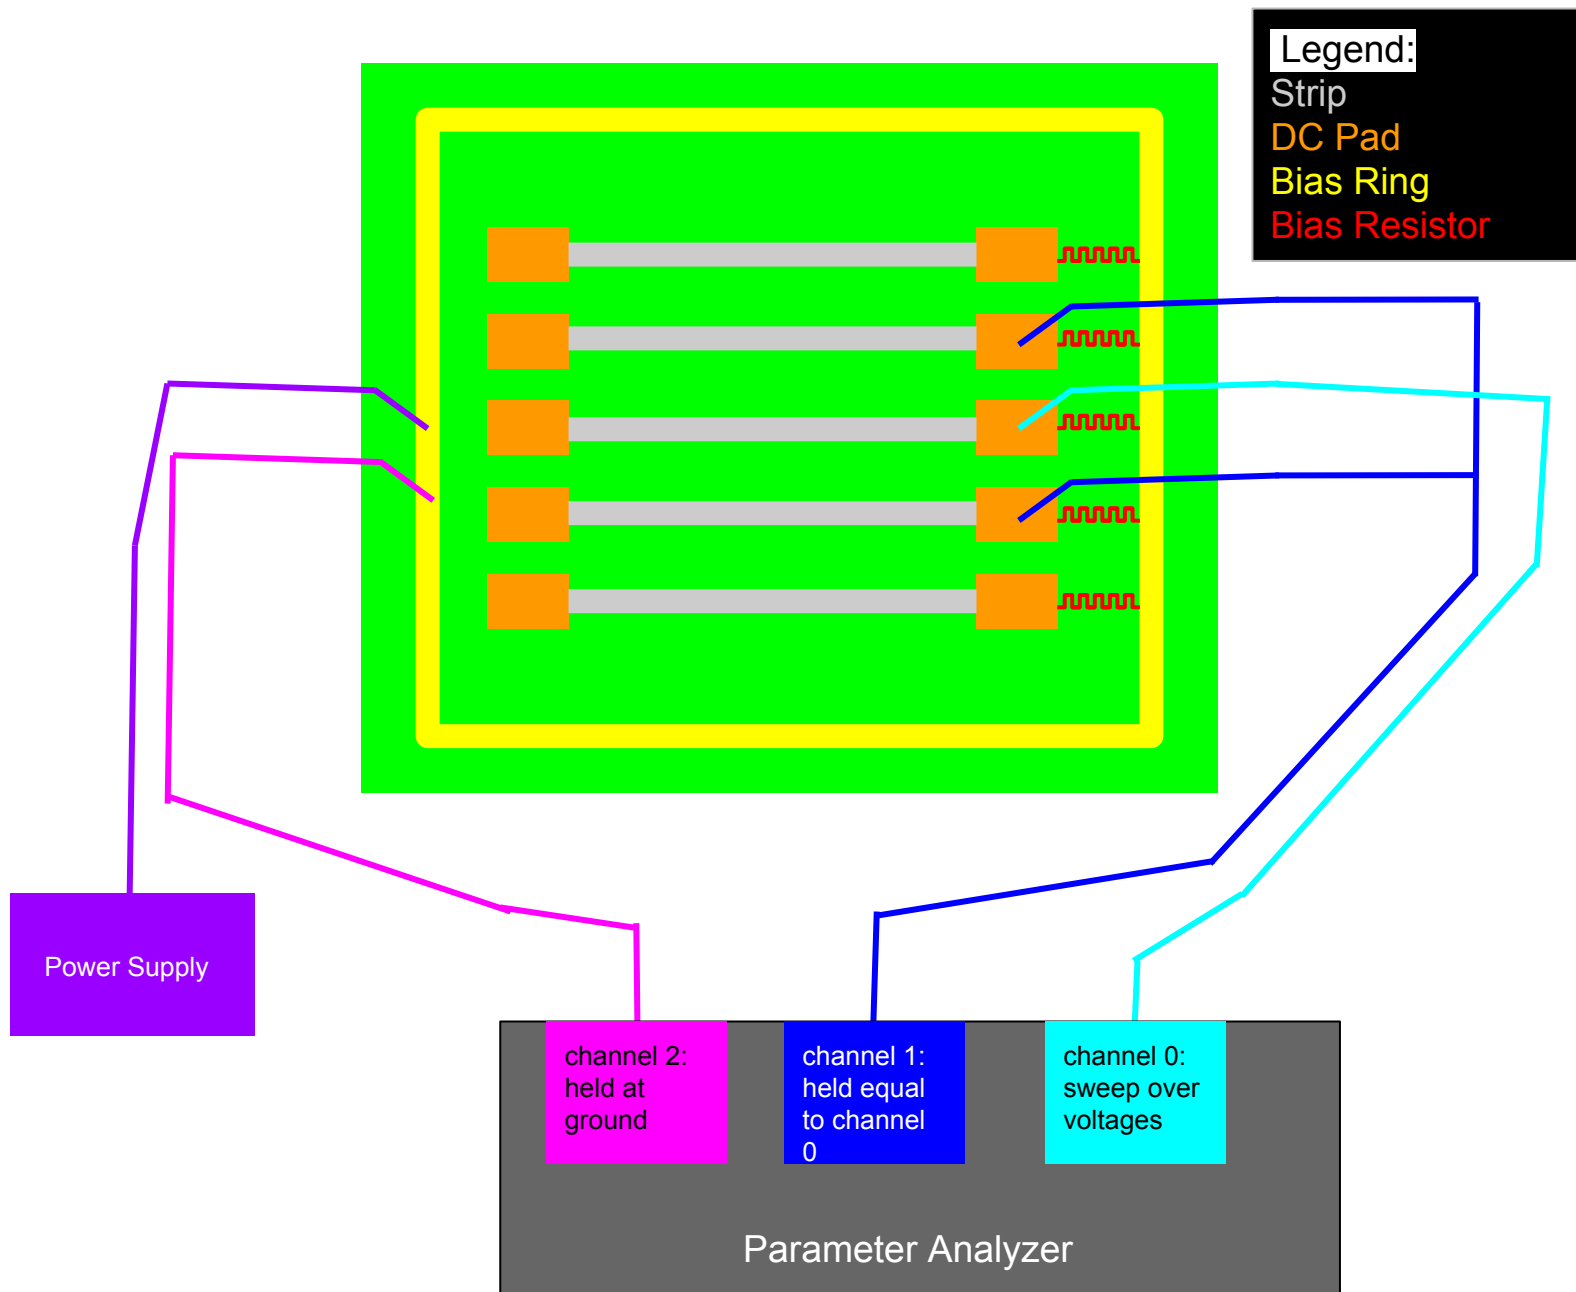 Legend:
Strip
DC Pad
Bias Ring
Bias Resistor
Power Supply
channel 2:
held at
ground
channel 1:
held equal
to channel
0
channel 0:
sweep over
voltages
Parameter Analyzer